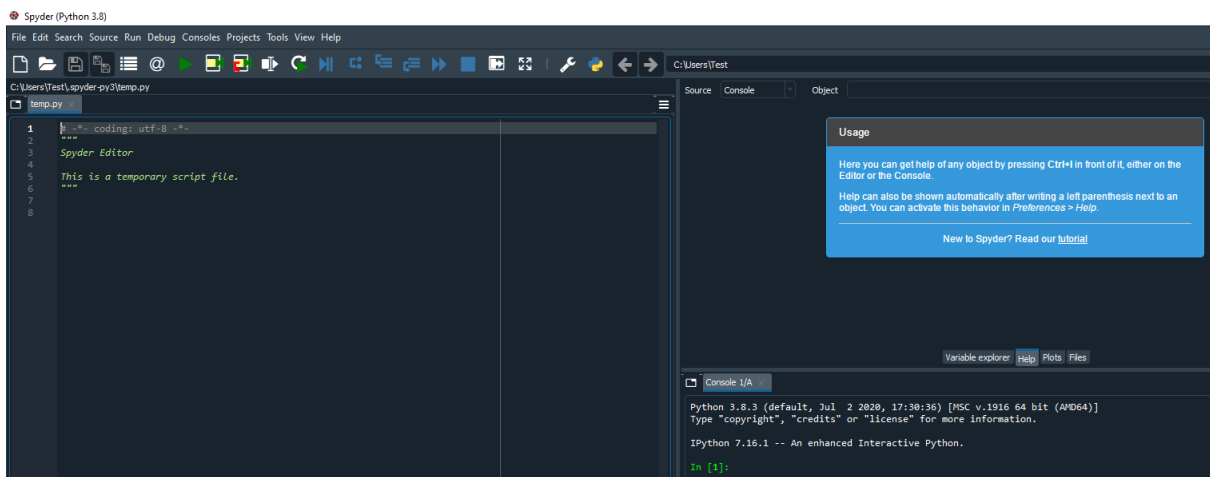 Spyder (Python 3.8)
File Edit Search Source Run Debug Consoles Projects Tools View Help
C:\Users\Test
C:\Users\Test\.spyder-py3\temp.py
temp.py
1 # -*- coding: utf-8 -*-
2 """
3 Spyder Editor
4
5 This is a temporary script file.
6 """
7
8
Source Console Object
Usage
Here you can get help of any object by pressing Ctrl+I in front of it, either on the
Editor or the Console.
Help can also be shown automatically after writing a left parenthesis next to an
object. You can activate this behavior in Preferences > Help.
New to Spyder? Read our tutorial
Variable explorer Help Plots Files
Console 1/A
Python 3.8.3 (default, Jul  2 2020, 17:30:36) [MSC v.1916 64 bit (AMD64)]
Type "copyright", "credits" or "license" for more information.
IPython 7.16.1 -- An enhanced Interactive Python.
In [1]: